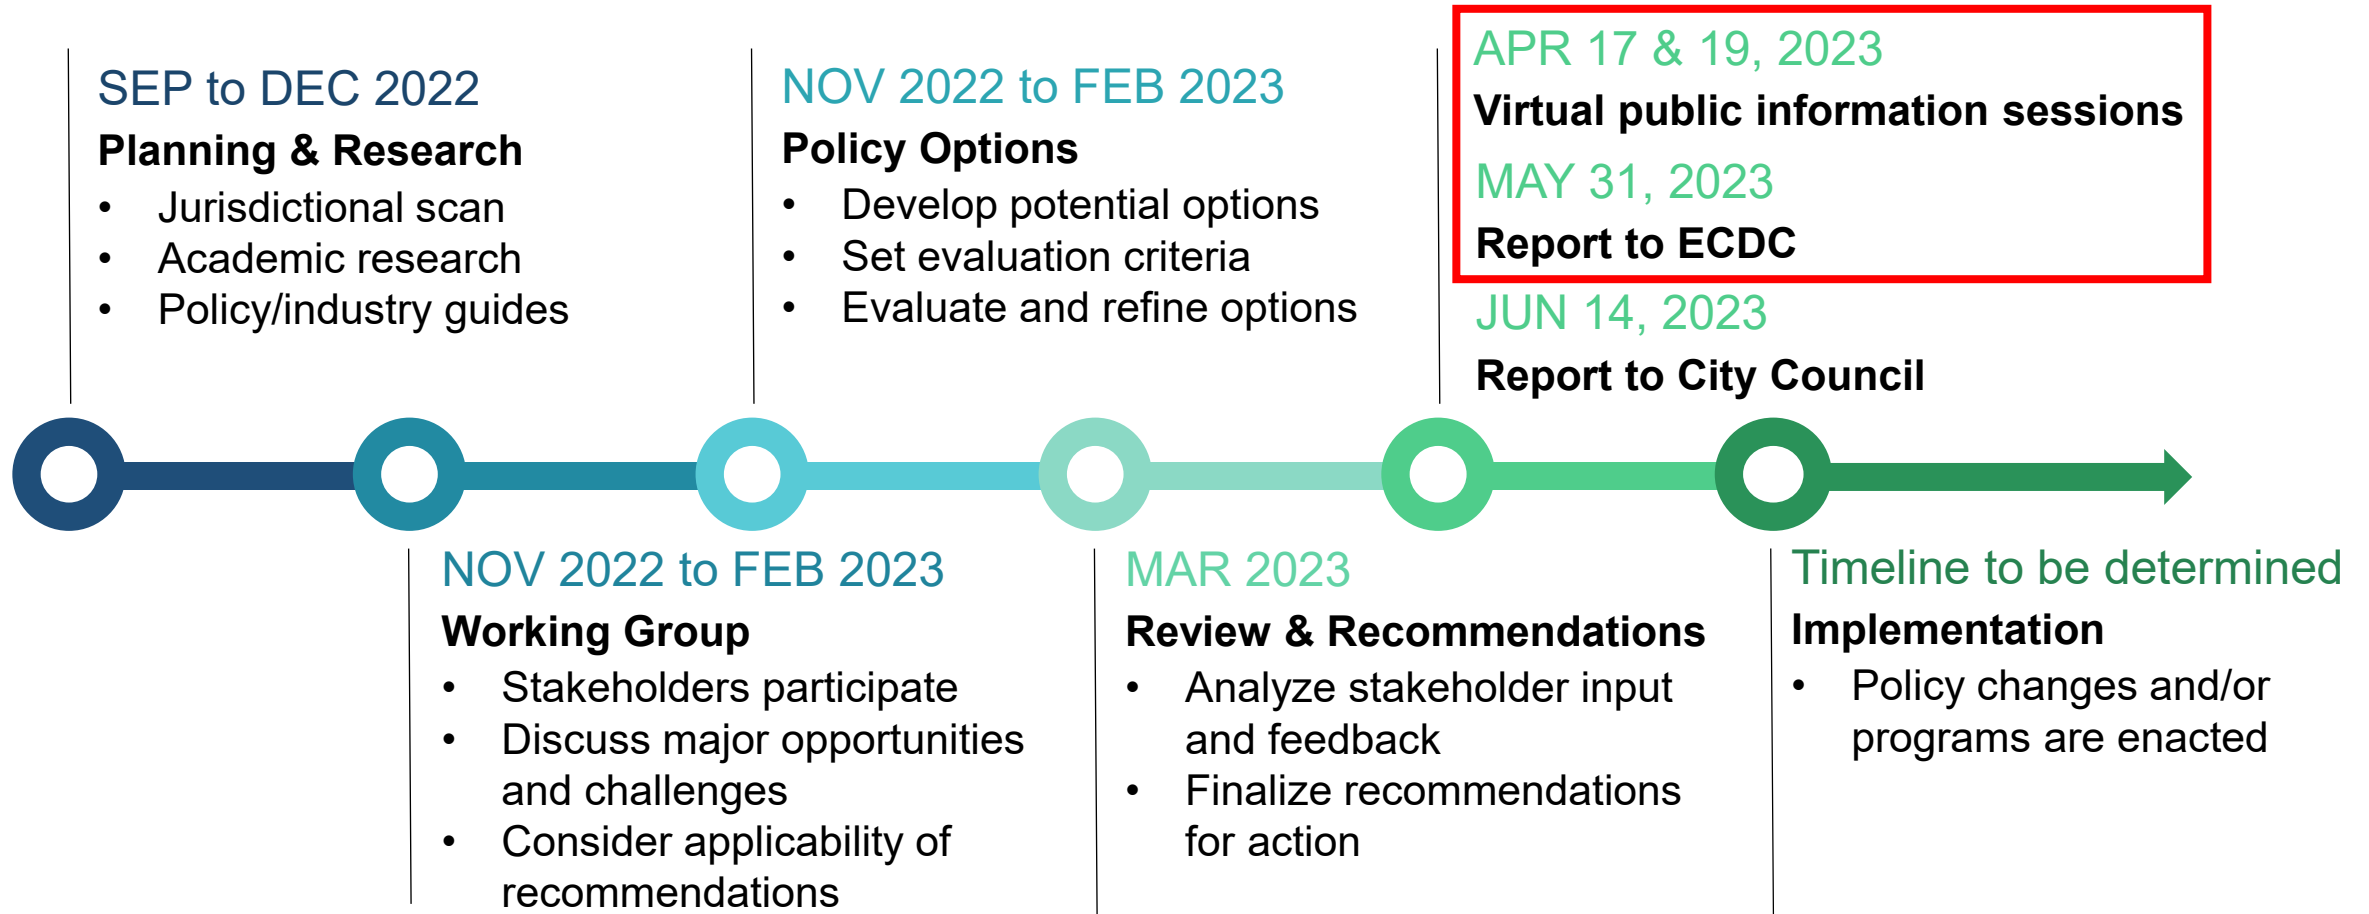 SEP to DEC 2022
Planning & Research
• Jurisdictional scan
• Academic research
• Policy/industry guides
NOV 2022 to FEB 2023
Working Group
• Stakeholders participate
• Discuss major opportunities
and challenges
• Consider applicability of
recommendations
NOV 2022 to FEB 2023
Policy Options
• Develop potential options
• Set evaluation criteria
• Evaluate and refine options
MAR 2023
Review & Recommendations
• Analyze stakeholder input
and feedback
• Finalize recommendations
for action
APR 17 & 19, 2023
Virtual public information sessions
MAY 31, 2023
Report to ECDC
JUN 14, 2023
Report to City Council
Timeline to be determined
Implementation
• Policy changes and/or
programs are enacted